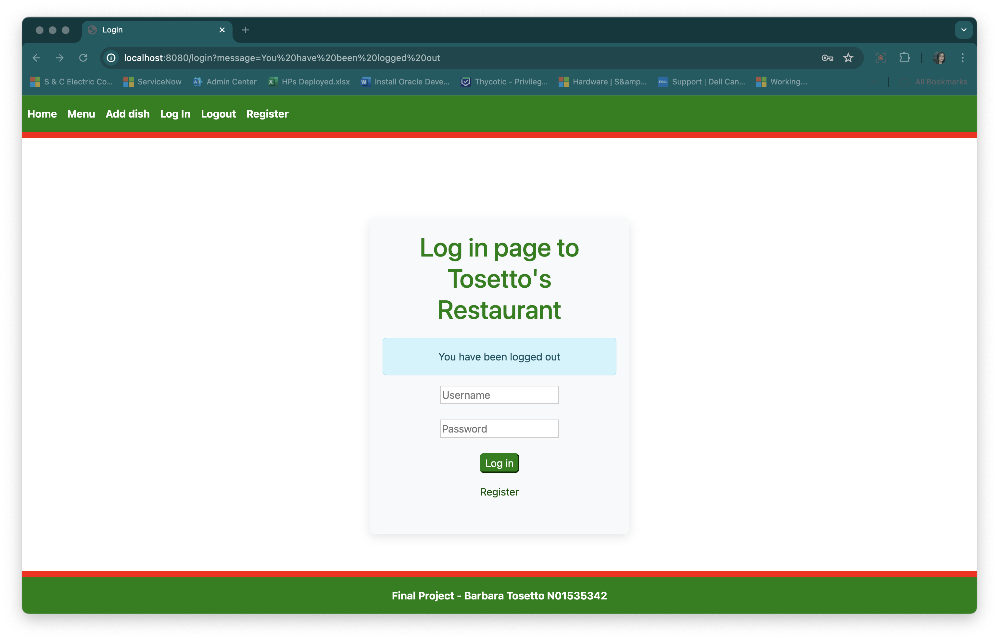 Login
localhost:8080/login?message=You%20have%20been%20logged%20out
S & C Electric Co...
ServiceNow
Admin Center
HPs Deployed.xlsx
Install Oracle Deve...
Thycotic - Privileg...
Hardware | S&amp...
Support | Dell Can...
Working...
All Bookmarks
Home Menu Add dish Log In Logout Register
Log in page to
Tosetto's
Restaurant
You have been logged out
Username
Password
Log in
Register
Final Project - Barbara Tosetto N01535342